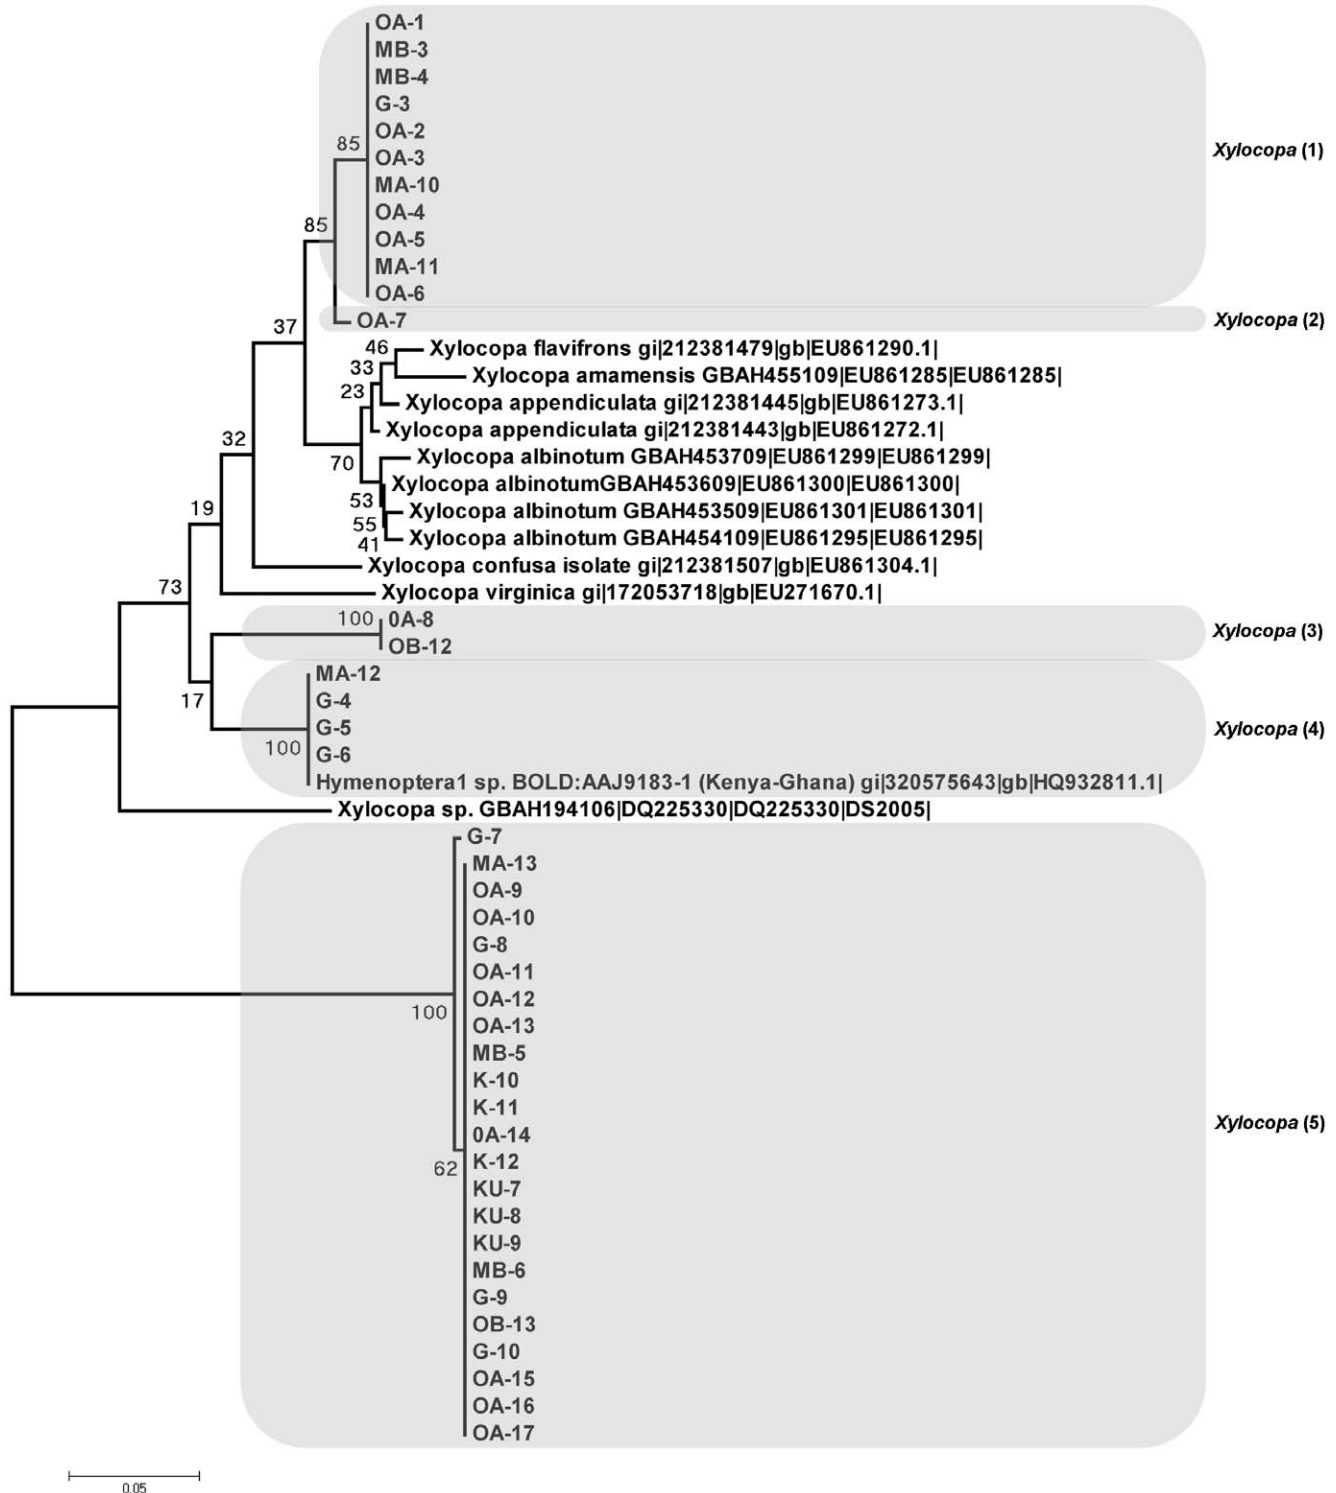 OA-1
MB-3
MB-4
G-3
OA-2
85
OA-3
MA-10
OA-4
OA-5
MA-11
OA-6
Xylocopa (1)
85
OA-7
Xylocopa (2)
37
46
Xylocopa flavifrons gi|212381479|gb|EU861290.1|
33
Xylocopa amamensis GBAH455109|EU861285|EU861285|
23
Xylocopa appendiculata gi|212381445|gb|EU861273.1|
Xylocopa appendiculata gi|212381443|gb|EU861272.1|
32
70
Xylocopa albinotum GBAH453709|EU861299|EU861299|
Xylocopa albinotumGBAH453609|EU861300|EU861300|
53
Xylocopa albinotum GBAH453509|EU861301|EU861301|
55
Xylocopa albinotum GBAH454109|EU861295|EU861295|
41
19
Xylocopa confusa isolate gi|212381507|gb|EU861304.1|
73
Xylocopa virginica gi|172053718|gb|EU271670.1|
100
0A-8
OB-12
Xylocopa (3)
17
MA-12
G-4
G-5
100
G-6
Hymenoptera1 sp. BOLD:AAJ9183-1 (Kenya-Ghana) gi|320575643|gb|HQ932811.1|
Xylocopa (4)
Xylocopa sp. GBAH194106|DQ225330|DQ225330|DS2005|
G-7
MA-13
OA-9
OA-10
G-8
OA-11
OA-12
100
OA-13
MB-5
K-10
K-11
0A-14
K-12
62
KU-7
KU-8
KU-9
MB-6
G-9
OB-13
G-10
OA-15
OA-16
OA-17
Xylocopa (5)
0.05